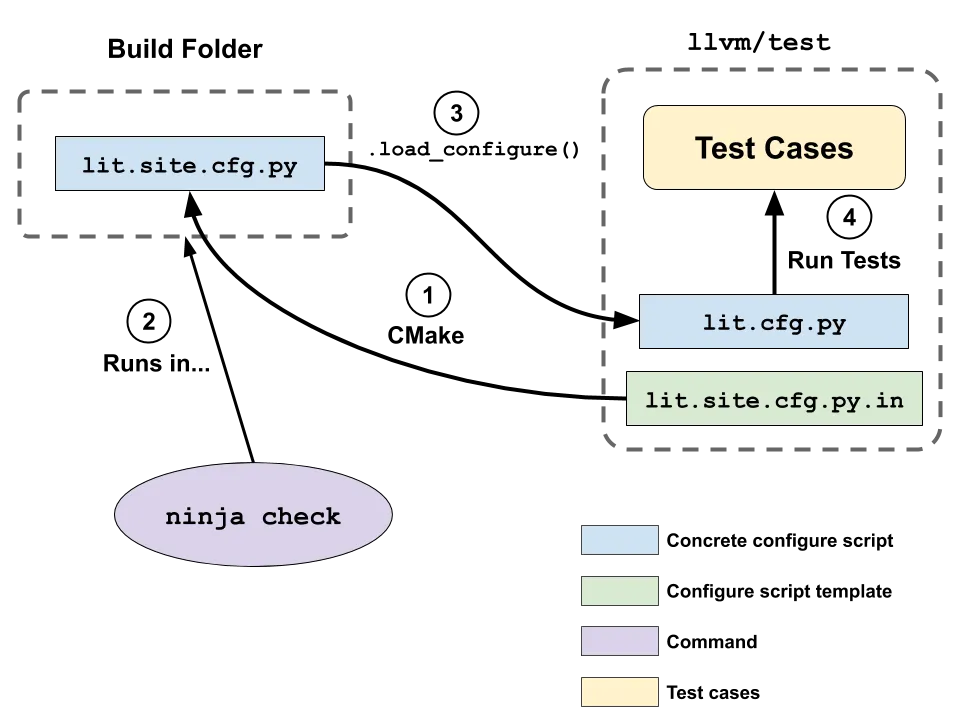 Build Folder
llvm/test
lit.site.cfg.py
3
.load_configure()
Test Cases
4
Run Tests
1
CMake
2
Runs in...
lit.cfg.py
lit.site.cfg.py.in
ninja check
Concrete configure script
Configure script template
Command
Test cases